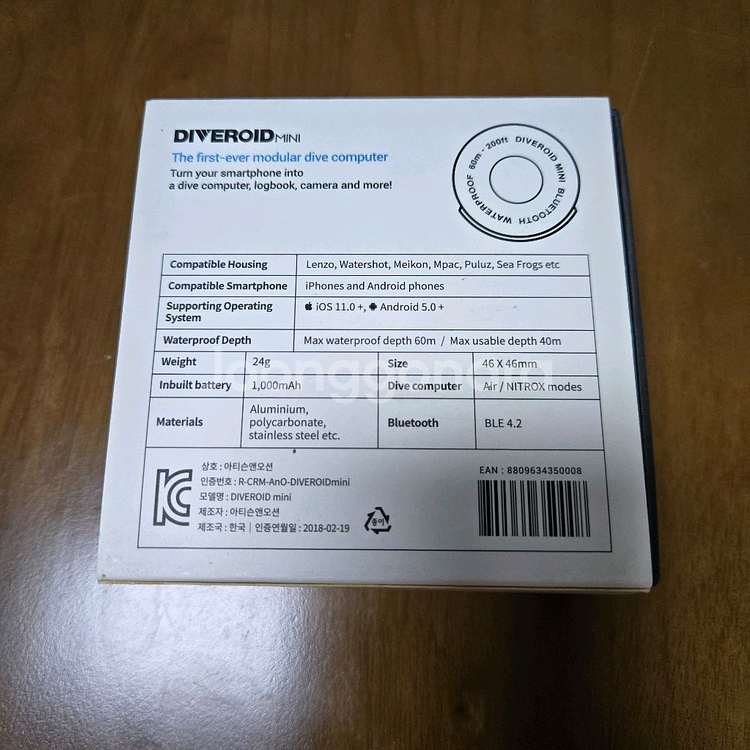 DIVEROID MINI
The first-ever modular dive computer
Turn your smartphone into
a dive computer, logbook, camera and more!
WATERPROOF 60m - 200ft DIVEROID MINI BLUETOOTH
Compatible Housing Lenzo, Watershot, Meikon, Mpac, Puluz, Sea Frogs etc
Compatible Smartphone iPhones and Android phones
Supporting Operating System iOS 11.0 +, Android 5.0 +
Waterproof Depth Max waterproof depth 60m / Max usable depth 40m
Weight 24g Size 46 X 46mm
Inbuilt battery 1,000mAh Dive computer Air / NITROX modes
Materials Aluminium, polycarbonate, stainless steel etc. Bluetooth BLE 4.2
상호 : 아티슨앤오션
인증번호 : R-CRM-AnO-DIVEROIDmini
모델명 : DIVEROID mini
제조자 : 아티슨앤오션
제조국 : 한국 | 인증연월일 : 2018-02-19
종이
EAN : 8809634350008
joonggonara